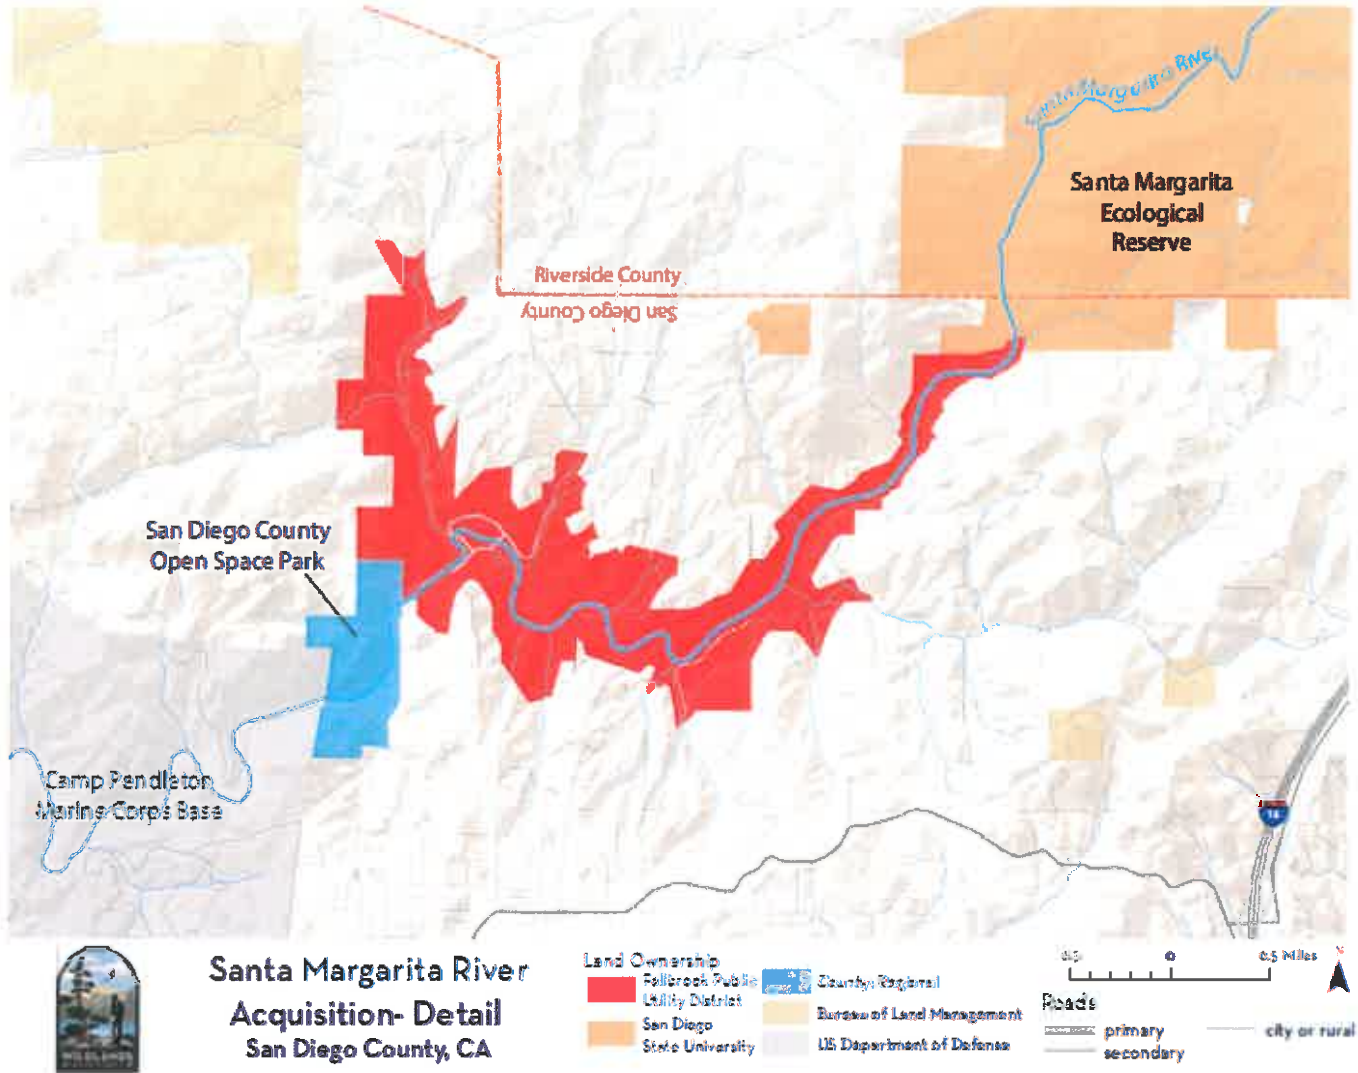 Santa Margarita River
Santa Margarita
Ecological
Reserve
Riverside County
San Diego County
San Diego County
Open Space Park
Camp Pendleton
Marine Corps Base
Santa Margarita River
Acquisition- Detail
San Diego County, CA
Land Ownership
Fallbrook Public
Utility District
San Diego
State University
County, Regional
Bureau of Land Management
US Department of Defense
0.5 0 0.5 Miles
Roads
primary
secondary
city or rural